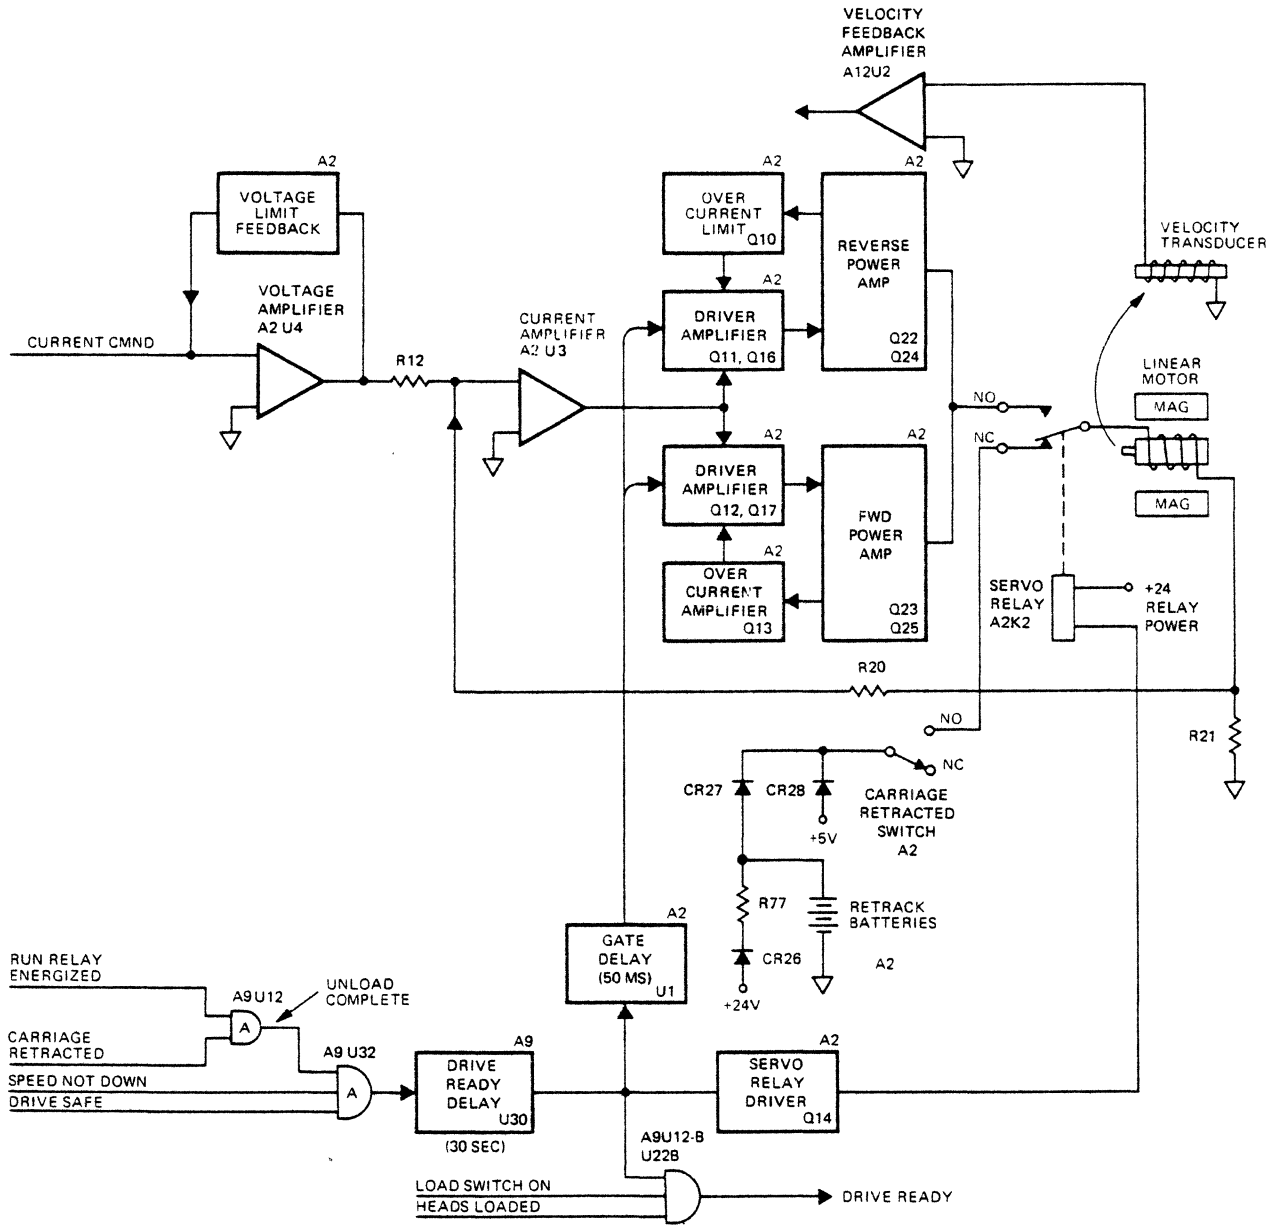 VELOCITY
FEEDBACK
AMPLIFIER
A12U2
A2
VOLTAGE
LIMIT
FEEDBACK
A2
OVER
CURRENT
LIMIT
Q10
A2
REVERSE
POWER
AMP
Q22
Q24
VELOCITY
TRANSDUCER
VOLTAGE
AMPLIFIER
A2 U4
CURRENT CMND
R12
CURRENT
AMPLIFIER
A2 U3
A2
DRIVER
AMPLIFIER
Q11, Q16
NO
NC
LINEAR
MOTOR
MAG
MAG
A2
DRIVER
AMPLIFIER
Q12, Q17
A2
FWD
POWER
AMP
Q23
Q25
A2
OVER
CURRENT
AMPLIFIER
Q13
SERVO
RELAY
A2K2
+24
RELAY
POWER
R20
R21
NO
NC
CARRIAGE
RETRACTED
SWITCH
A2
CR27
CR28
+5V
R77
RETRACK
BATTERIES
A2
CR26
+24V
A2
GATE
DELAY
(50 MS)
U1
RUN RELAY
ENERGIZED
A9U12
A
UNLOAD
COMPLETE
CARRIAGE
RETRACTED
SPEED NOT DOWN
DRIVE SAFE
A9 U32
A
A9
DRIVE
READY
DELAY
U30
(30 SEC)
A2
SERVO
RELAY
DRIVER
Q14
A9U12-B
U22B
LOAD SWITCH ON
HEADS LOADED
DRIVE READY